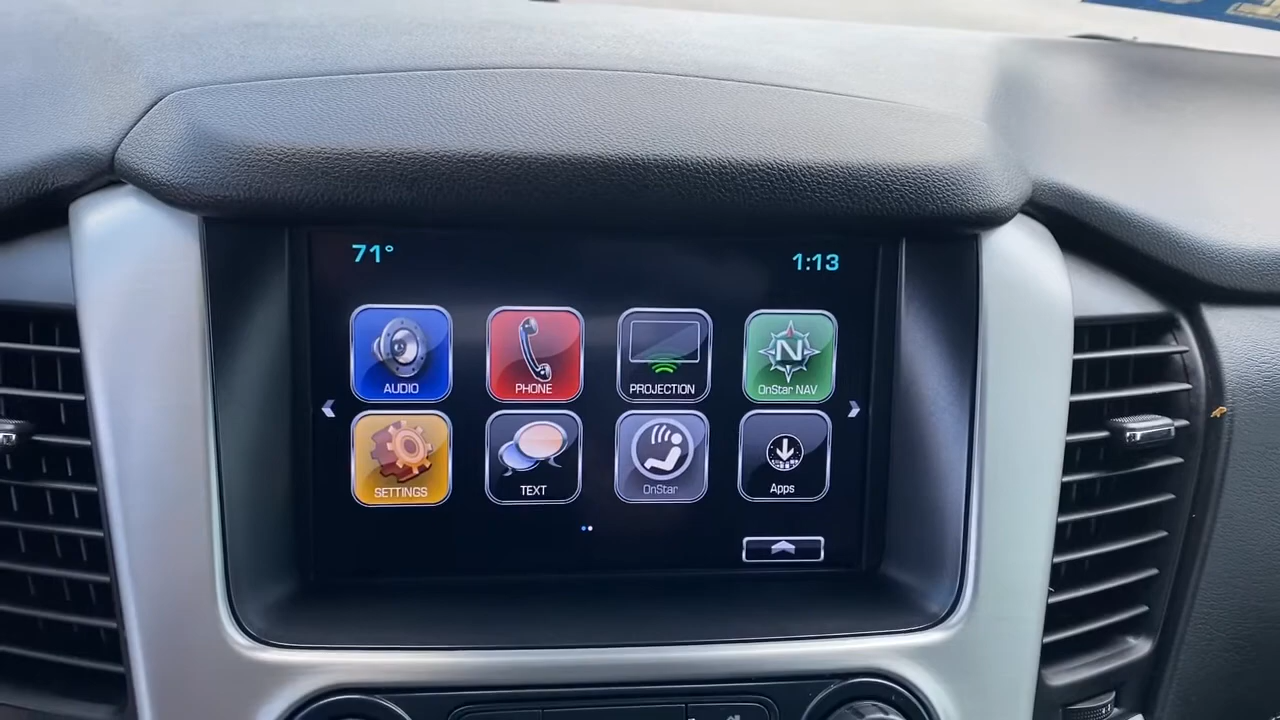 71°
1:13
AUDIO
PHONE
PROJECTION
N
OnStar NAV
SETTINGS
TEXT
OnStar
Apps